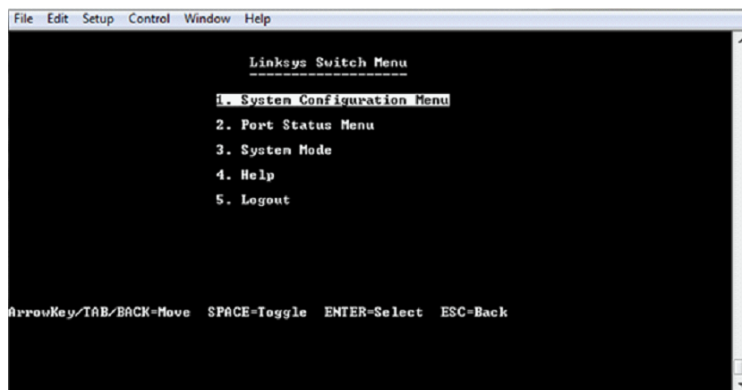 File Edit Setup Control Window Help
Linksys Switch Menu
1. System Configuration Menu
2. Port Status Menu
3. System Mode
4. Help
5. Logout
ArrowKey/TAB/BACK=Move SPACE=Toggle ENTER=Select ESC=Back